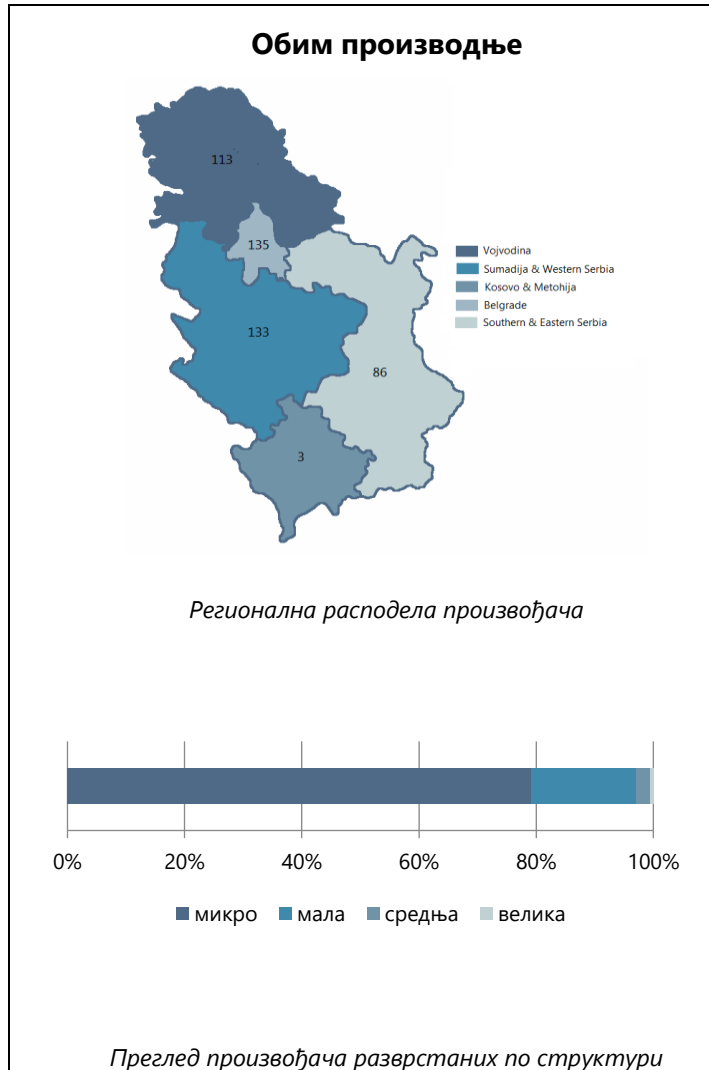 Обим производње
113
135
133
86
3
Vojvodina
Sumadija & Western Serbia
Kosovo & Metohija
Belgrade
Southern & Eastern Serbia
Регионална расподела произвођача
0% 20% 40% 60% 80% 100%
микро мала средња велика
Преглед произвођача разврстаних по структури